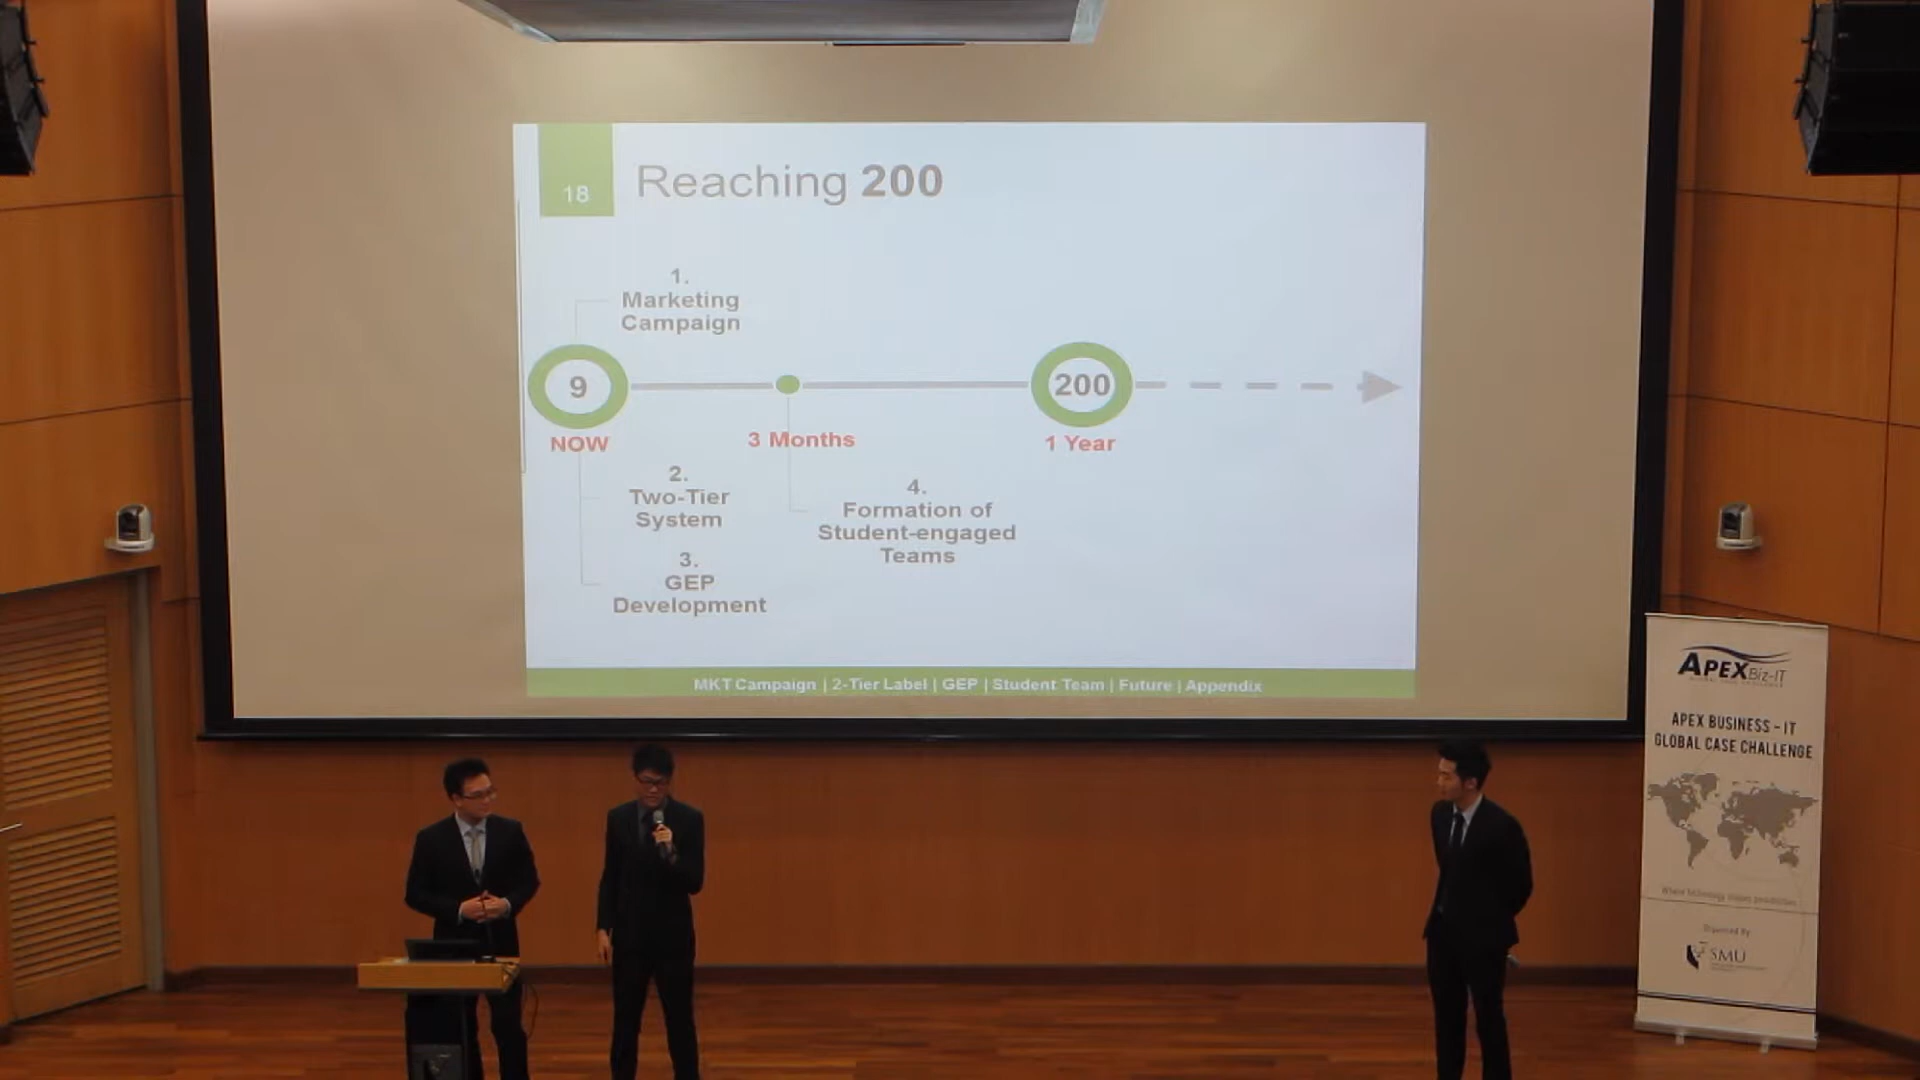 18
Reaching 200
1.
Marketing
Campaign
9
200
NOW
3 Months
1 Year
2.
Two-Tier
System
3.
GEP
Development
4.
Formation of
Student-engaged
Teams
MKT Campaign | 2-Tier Label | GEP | Student Team | Future | Appendix
APEX Biz-IT
APEX BUSINESS - IT
GLOBAL CASE CHALLENGE
Organised By
SMU